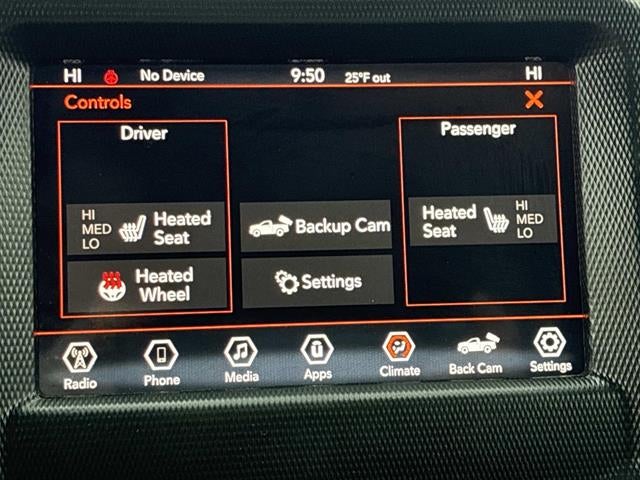 HI No Device 9:50 25°F out HI
Controls
Driver
HI
MED
LO
Heated
Seat
Heated
Wheel
Backup Cam
Settings
Passenger
Heated
Seat
HI
MED
LO
Radio Phone Media Apps Climate Back Cam Settings